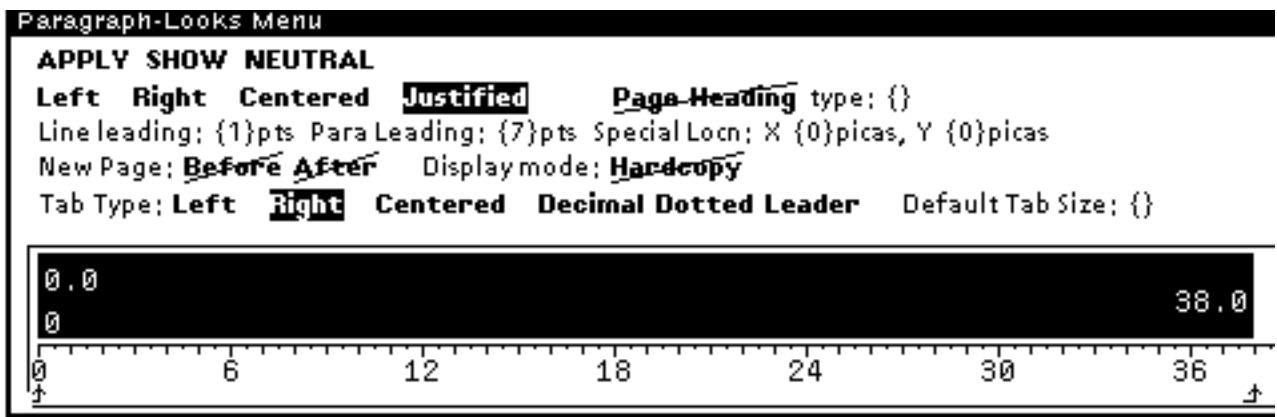 Paragraph-Looks Menu
APPLY SHOW NEUTRAL
Left Right Centered Justified Page-Heading type: {}
Line leading: {1}pts Para Leading: {7}pts Special Locn: X {0}picas, Y {0}picas
New Page: Before After Display mode: Hardcopy
Tab Type: Left Right Centered Decimal Dotted Leader Default Tab Size: {}
0.0
38.0
0
0 6 12 18 24 30 36